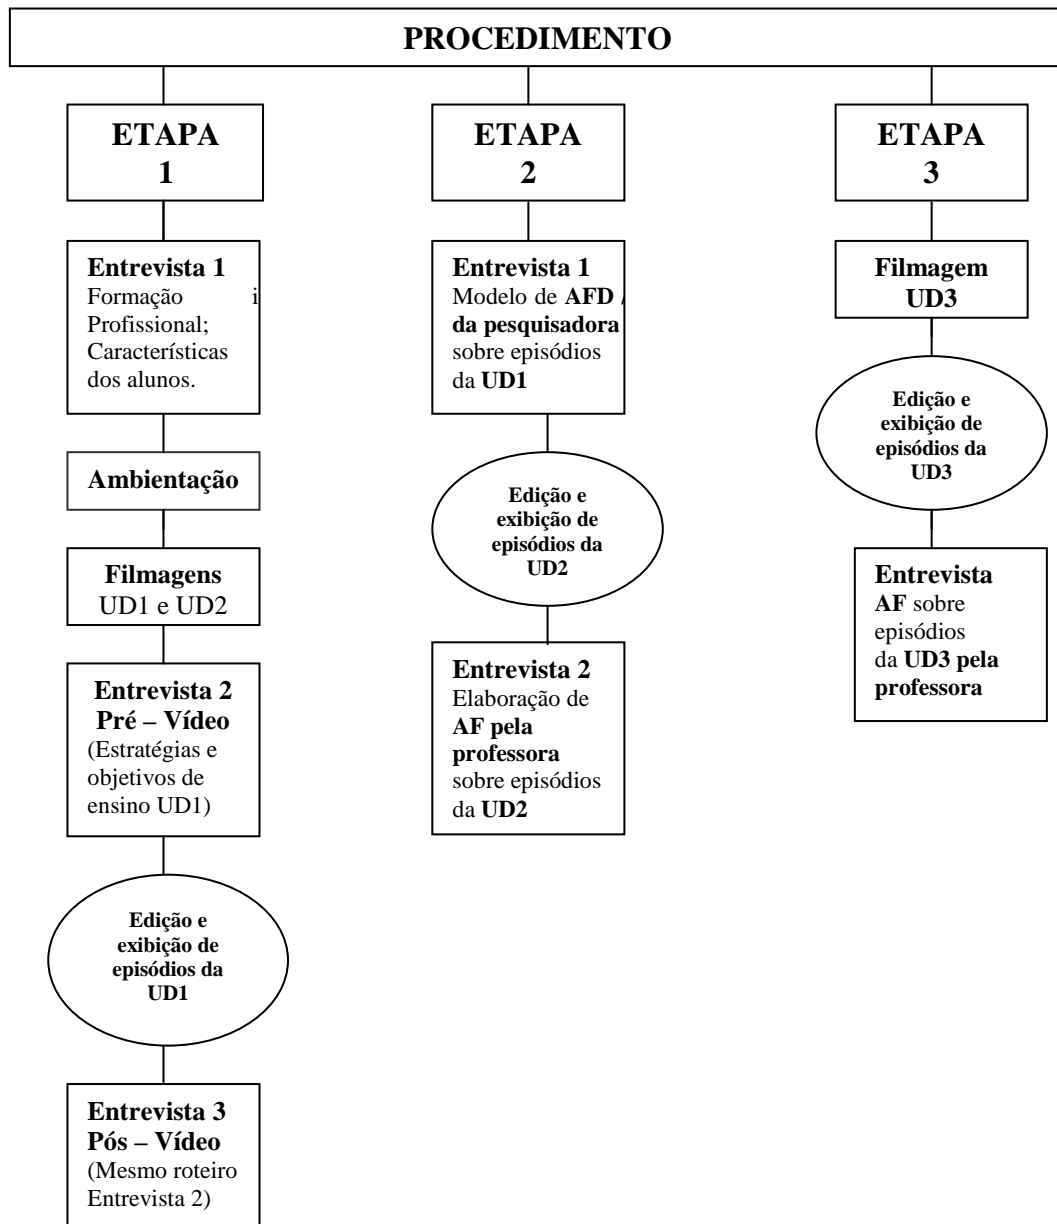 PROCEDIMENTO
ETAPA
1
Entrevista 1
Formação i
Profissional;
Características
dos alunos.
Ambientação
Filmagens
UD1 e UD2
Entrevista 2
Pré – Vídeo
(Estratégias e
objetivos de
ensino UD1)
Edição e
exibição de
episódios da
UD1
Entrevista 3
Pós – Vídeo
(Mesmo roteiro
Entrevista 2)
ETAPA
2
Entrevista 1
Modelo de AFD /
da pesquisadora
sobre episódios
da UD1
Edição e
exibição de
episódios da
UD2
Entrevista 2
Elaboração de
AF pela
professora
sobre episódios
da UD2
ETAPA
3
Filmagem
UD3
Edição e
exibição de
episódios da
UD3
Entrevista
AF sobre
episódios
da UD3 pela
professora